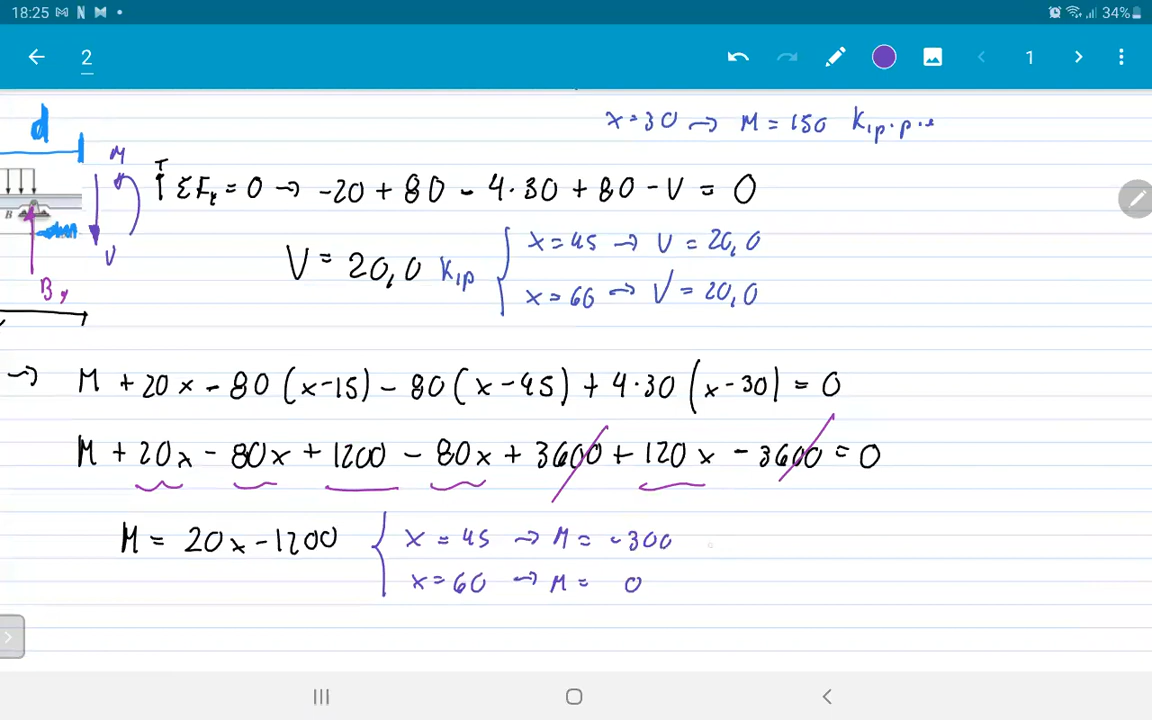 18:25 M N M •
34%
2
1
x=30 → M = 150 Kip.p.e
d
M
↑ΣFy = 0 → -20 + 80 - 4·30 + 80 - V = 0
B
V
By
V = 20,0 Kip { x=45 → V = 20,0
x=60 → V = 20,0
→ M + 20x - 80(x-15) - 80(x-45) + 4·30(x-30) = 0
M + 20x - 80x + 1200 - 80x + 3600 + 120x - 3600 = 0
M = 20x - 1200 { x = 45 → M = -300
x=60 → M = 0